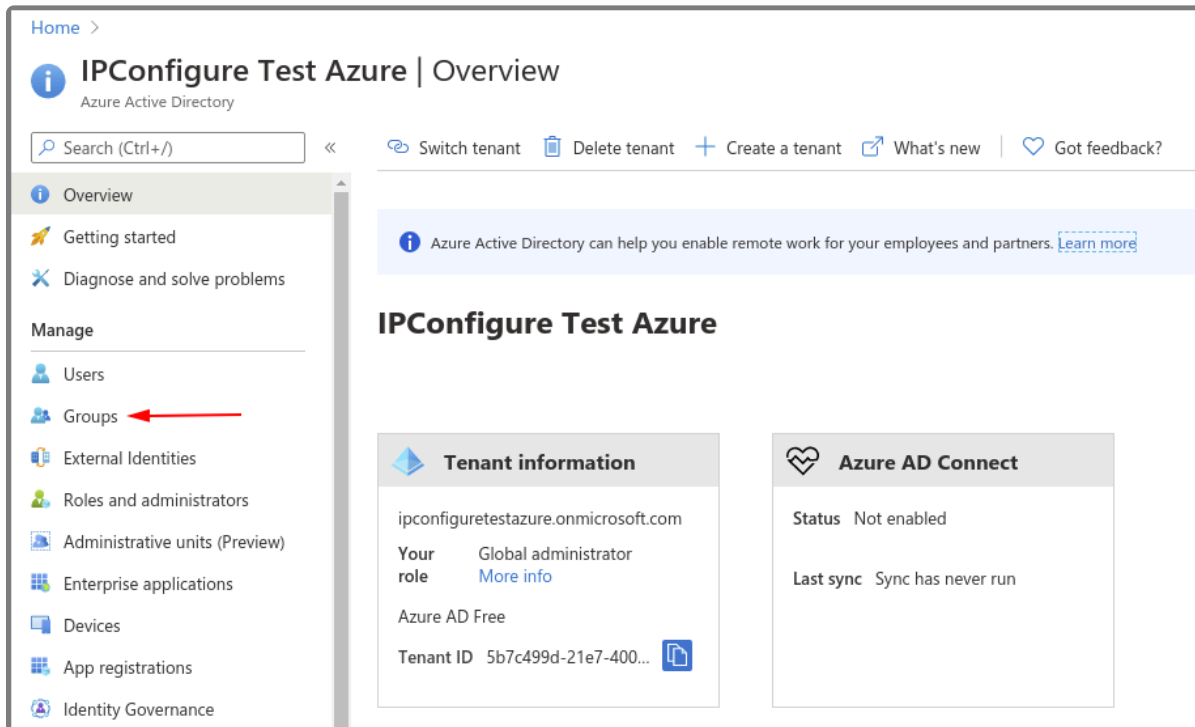 Home >
IPConfigure Test Azure | Overview
Azure Active Directory
Search (Ctrl+/)
«
Switch tenant
Delete tenant
Create a tenant
What's new
Got feedback?
Overview
Getting started
Diagnose and solve problems
Manage
Users
Groups
External Identities
Roles and administrators
Administrative units (Preview)
Enterprise applications
Devices
App registrations
Identity Governance
Azure Active Directory can help you enable remote work for your employees and partners. Learn more
IPConfigure Test Azure
Tenant information
ipconfiguretestazure.onmicrosoft.com
Your role Global administrator
More info
Azure AD Free
Tenant ID 5b7c499d-21e7-400...
Azure AD Connect
Status Not enabled
Last sync Sync has never run